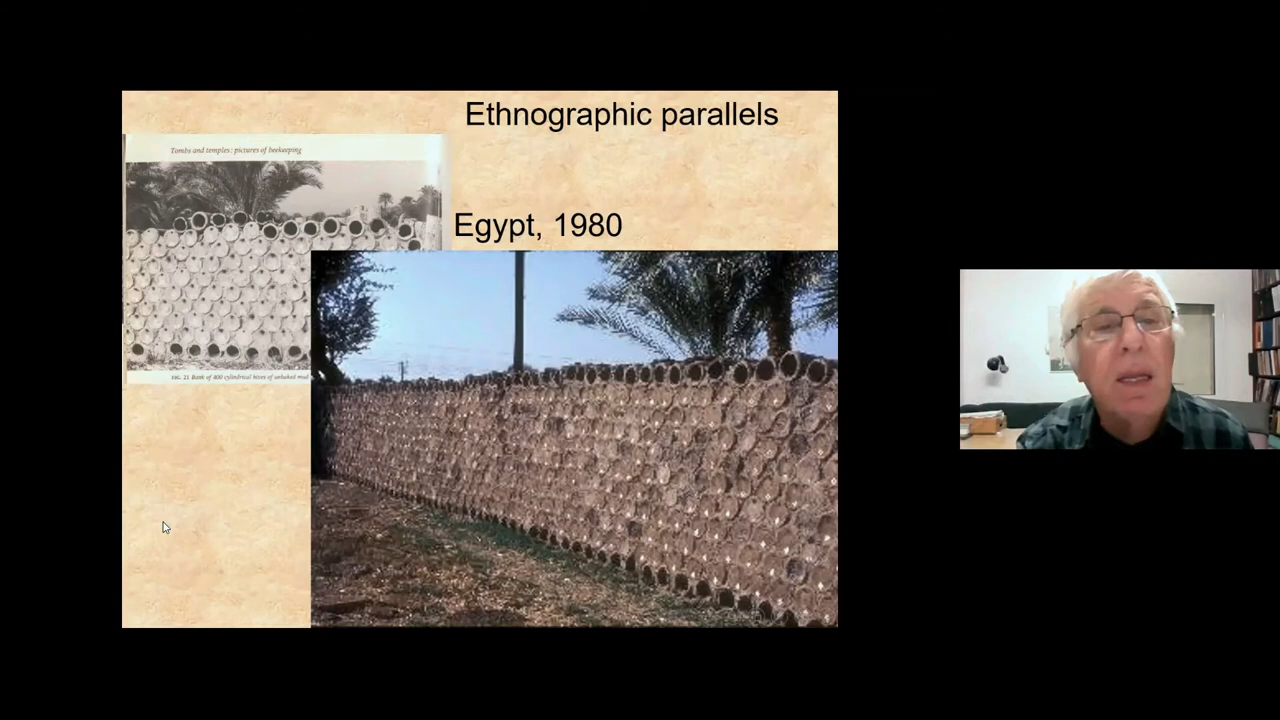 Ethnographic parallels
Tombs and temples: pictures of beekeeping
Egypt, 1980
FIG. 21 Bank of 400 cylindrical hives of unbaked mud